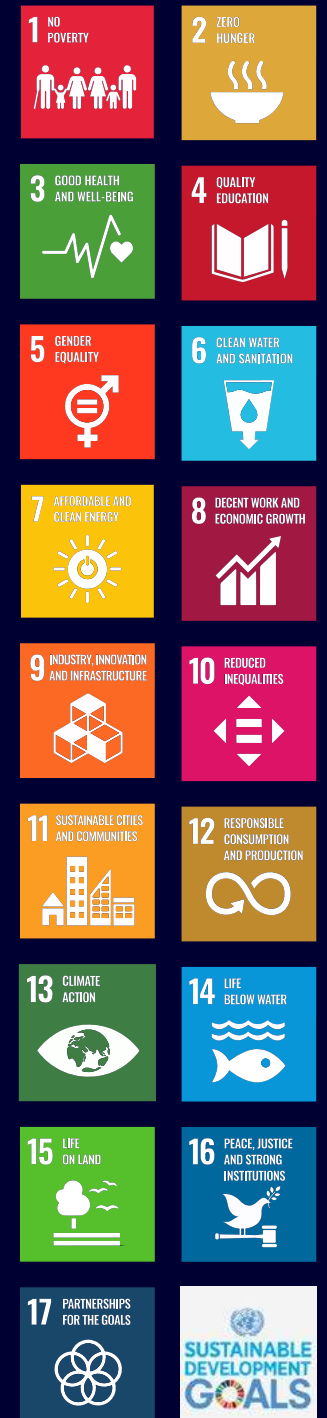 1 NO
POVERTY
2 ZERO
HUNGER
3 GOOD HEALTH
AND WELL-BEING
4 QUALITY
EDUCATION
5 GENDER
EQUALITY
6 CLEAN WATER
AND SANITATION
7 AFFORDABLE AND
CLEAN ENERGY
8 DECENT WORK AND
ECONOMIC GROWTH
9 INDUSTRY, INNOVATION
AND INFRASTRUCTURE
10 REDUCED
INEQUALITIES
11 SUSTAINABLE CITIES
AND COMMUNITIES
12 RESPONSIBLE
CONSUMPTION
AND PRODUCTION
13 CLIMATE
ACTION
14 LIFE
BELOW WATER
15 LIFE
ON LAND
16 PEACE, JUSTICE
AND STRONG
INSTITUTIONS
17 PARTNERSHIPS
FOR THE GOALS
SUSTAINABLE
DEVELOPMENT
GOALS